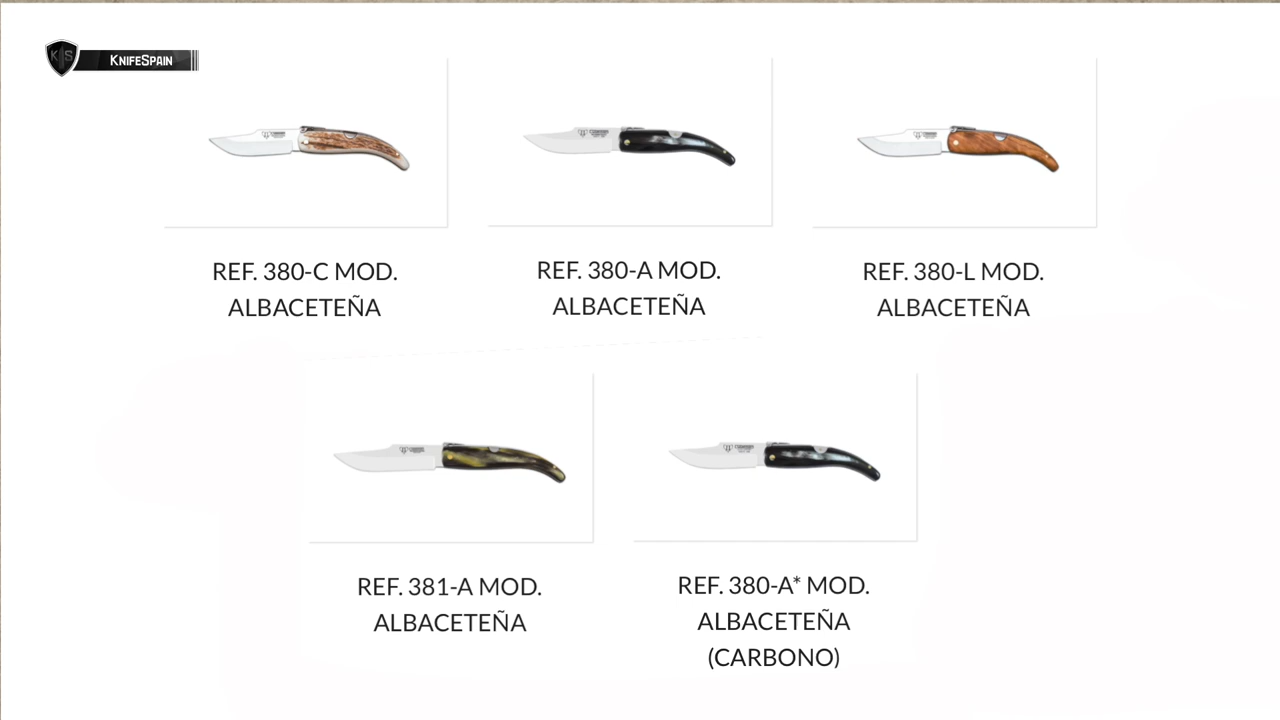 KS
KNIFESPAIN
REF. 380-C MOD.
ALBACETEÑA
REF. 380-A MOD.
ALBACETEÑA
REF. 380-L MOD.
ALBACETEÑA
REF. 381-A MOD.
ALBACETEÑA
REF. 380-A* MOD.
ALBACETEÑA
(CARBONO)